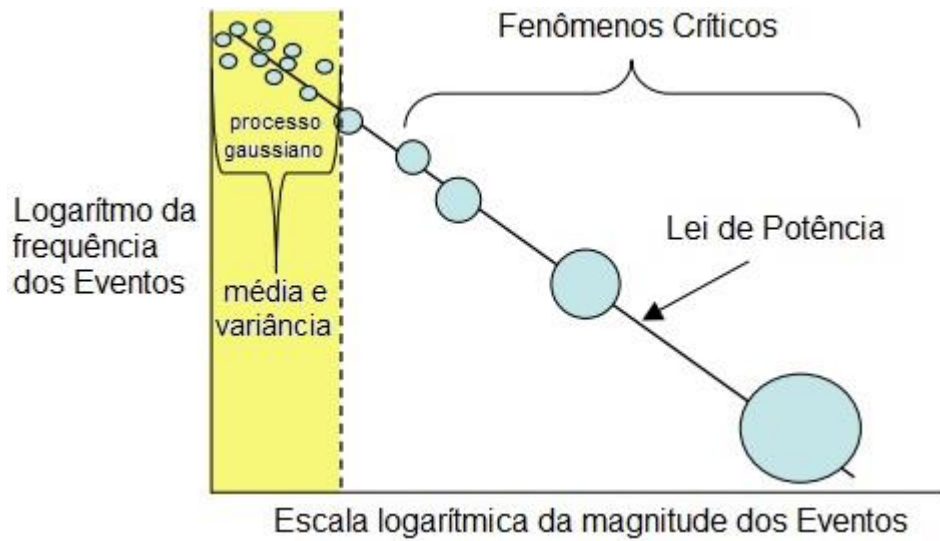 Fenômenos Críticos
processo
gaussiano
Logarítmo da
frequência
dos Eventos
média e
variância
Lei de Potência
Escala logarítmica da magnitude dos Eventos